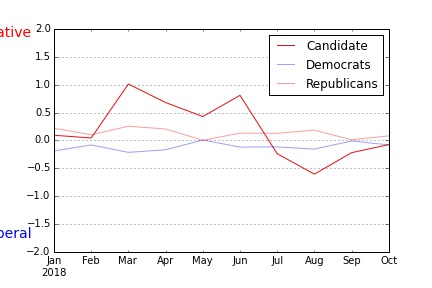 2.0
ative
1.5
1.0
0.5
0.0
−0.5
−1.0
−1.5
beral
−2.0
Candidate
Democrats
Republicans
Jan Feb Mar Apr May Jun Jul Aug Sep Oct
2018